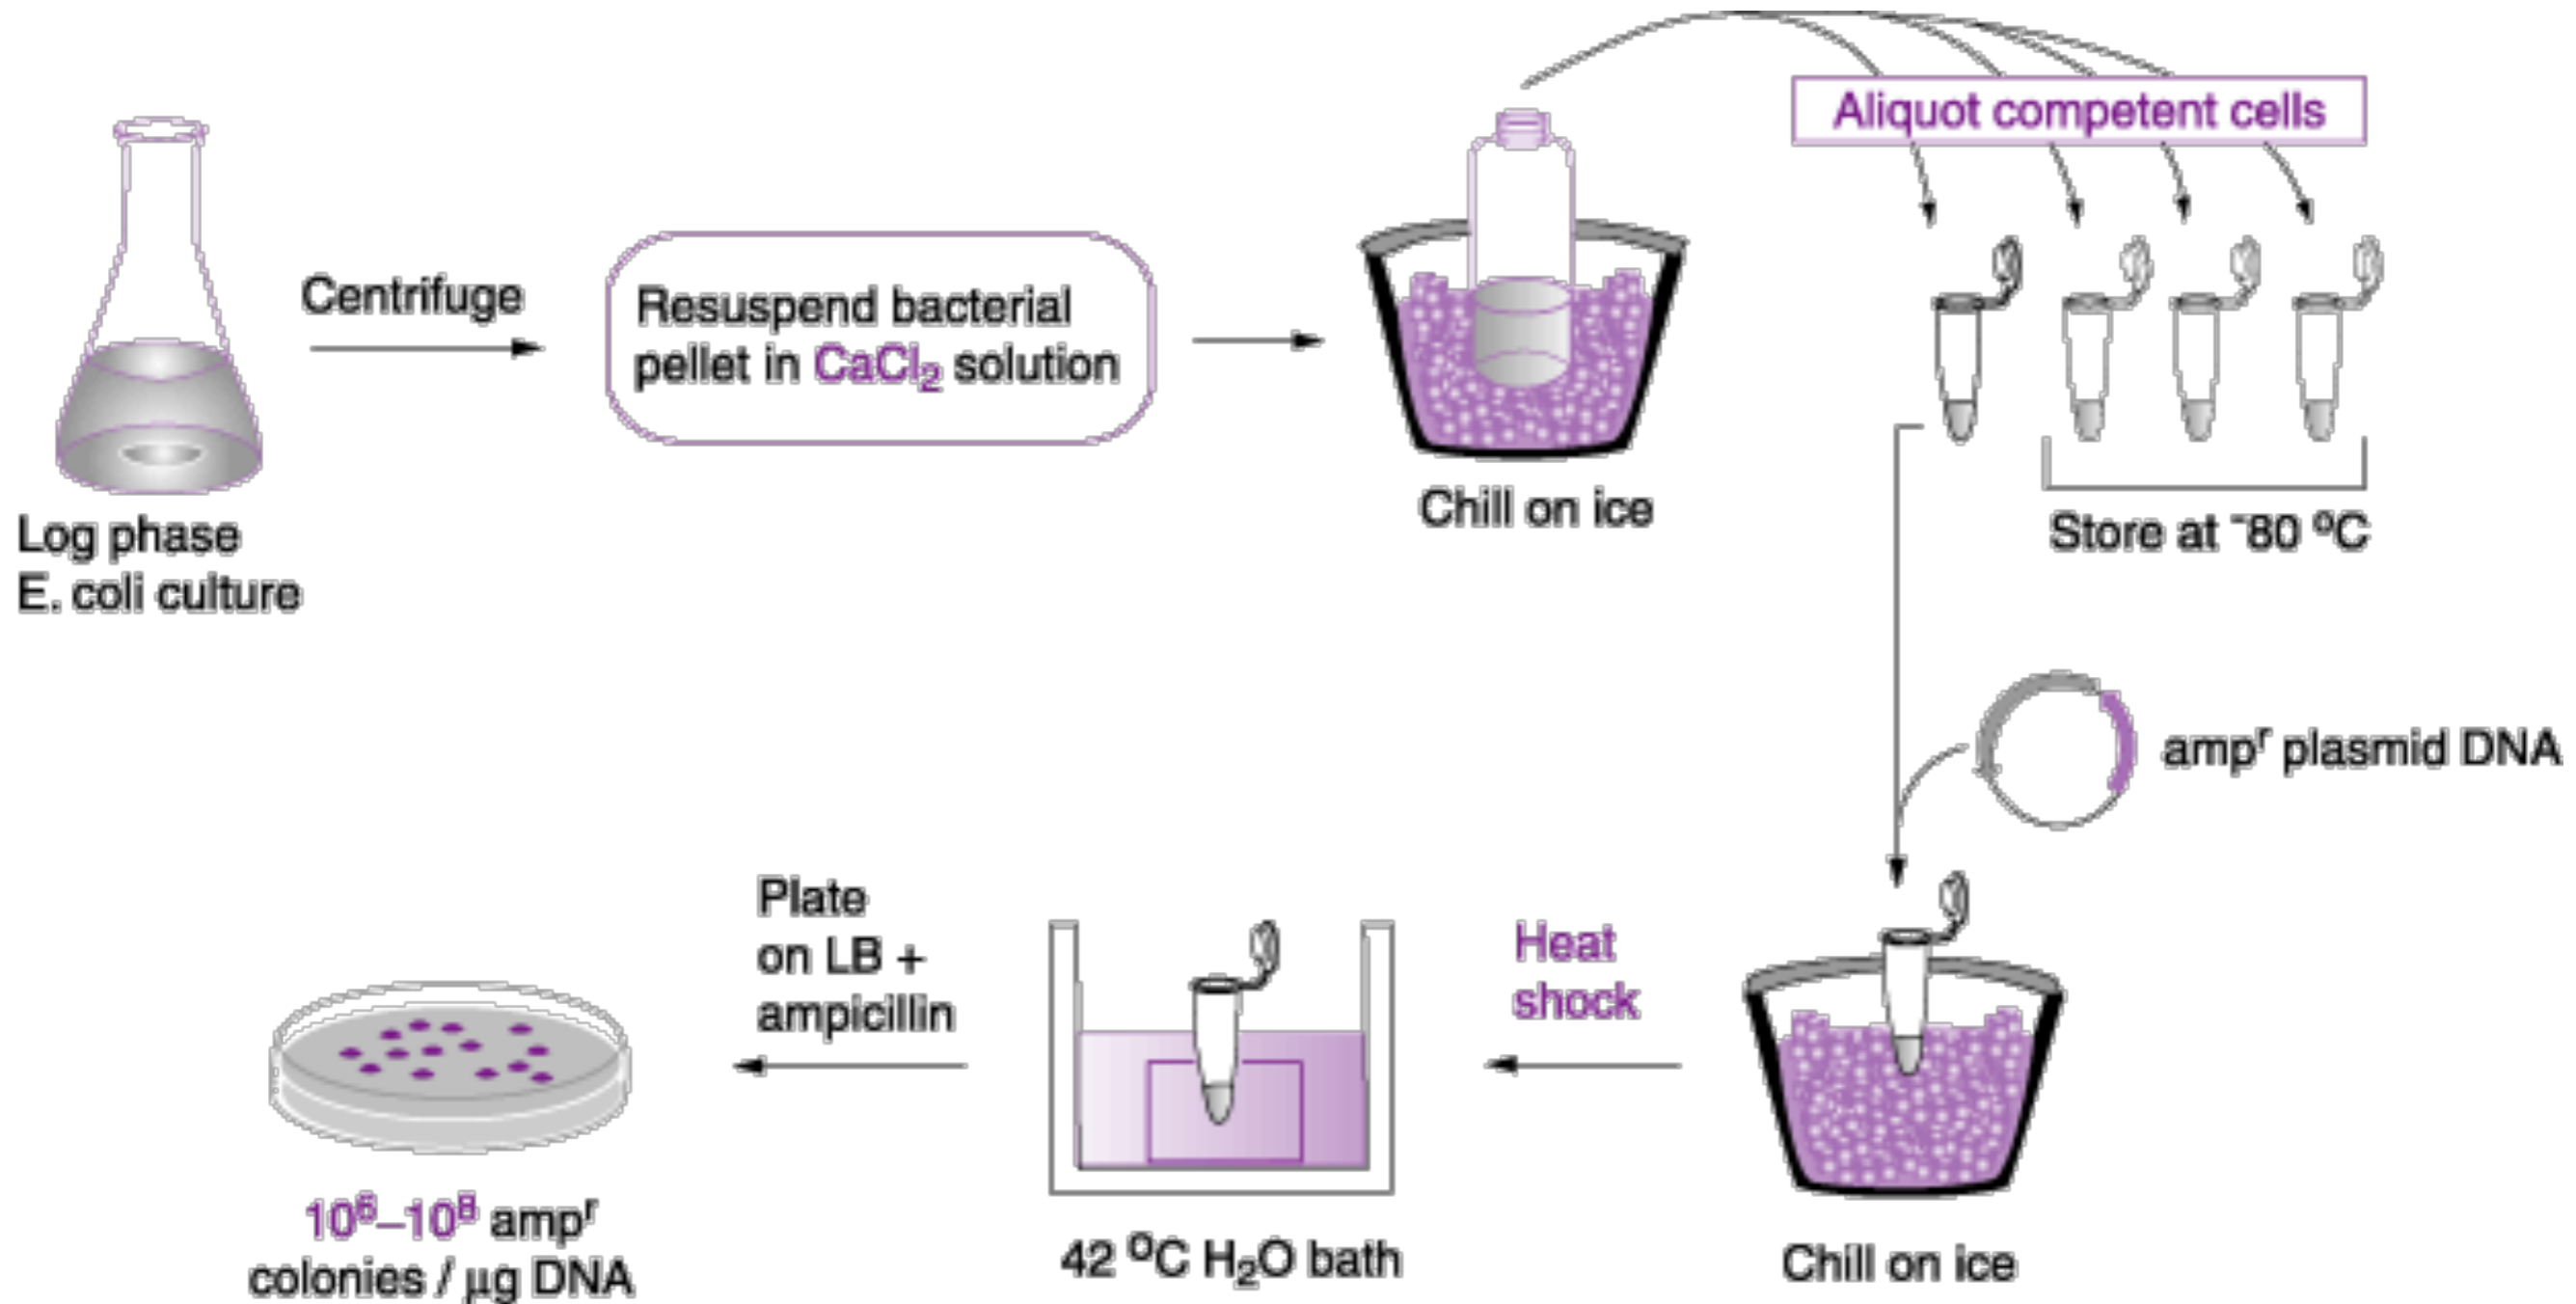 Log phase
E. coli culture
Centrifuge
Resuspend bacterial
pellet in CaCl₂ solution
Chill on ice
Aliquot competent cells
Store at ⁻80 ºC
ampʳ plasmid DNA
Chill on ice
Heat
shock
42 ºC H₂O bath
Plate
on LB +
ampicillin
10⁶–10⁸ ampʳ
colonies / µg DNA